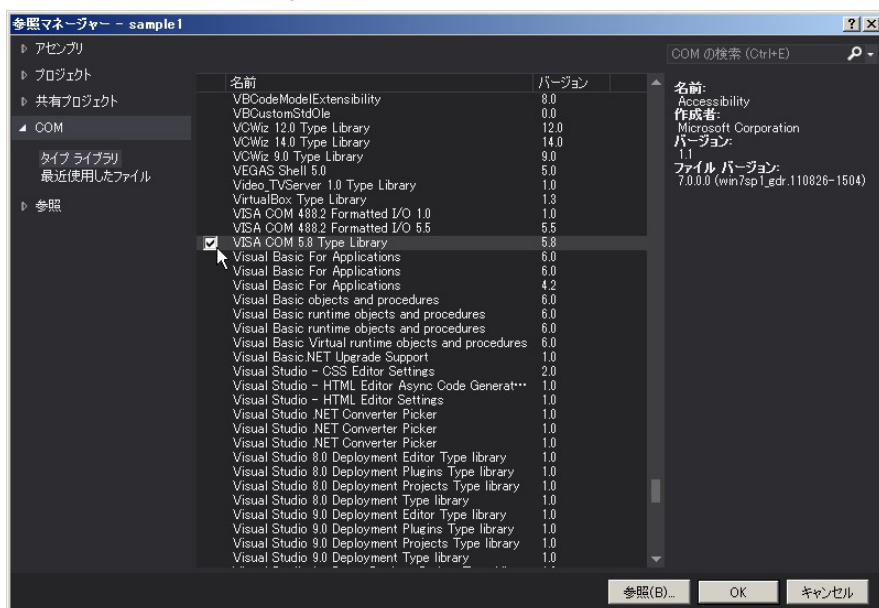 参照マネージャー - sample1
アセンブリ
プロジェクト
共有プロジェクト
COM
タイプ ライブラリ
最近使用したファイル
参照
名前 バージョン
VBCodeModelExtensibility 8.0
VBCustomStdOle 0.0
VCWiz 12.0 Type Library 12.0
VCWiz 14.0 Type Library 14.0
VCWiz 9.0 Type Library 9.0
VEGAS Shell 5.0 5.0
Video_TVServer 1.0 Type Library 1.0
VirtualBox Type Library 1.3
VISA COM 488.2 Formatted I/O 1.0 1.0
VISA COM 488.2 Formatted I/O 5.5 5.5
VISA COM 5.8 Type Library 5.8
Visual Basic For Applications 6.0
Visual Basic For Applications 6.0
Visual Basic For Applications 4.2
Visual Basic objects and procedures 6.0
Visual Basic runtime objects and procedures 6.0
Visual Basic runtime objects and procedures 6.0
Visual Basic Virtual runtime objects and procedures 6.0
Visual Basic.NET Upgrade Support 1.0
Visual Studio - CSS Editor Settings 2.0
Visual Studio - HTML Editor Async Code Generat… 1.0
Visual Studio - HTML Editor Settings 1.0
Visual Studio .NET Converter Picker 1.0
Visual Studio .NET Converter Picker 1.0
Visual Studio .NET Converter Picker 1.0
Visual Studio 8.0 Deployment Editor Type library 1.0
Visual Studio 8.0 Deployment Plugins Type library 1.0
Visual Studio 8.0 Deployment Projects Type library 1.0
Visual Studio 8.0 Deployment Type library 1.0
Visual Studio 9.0 Deployment Editor Type library 1.0
Visual Studio 9.0 Deployment Plugins Type library 1.0
Visual Studio 9.0 Deployment Projects Type library 1.0
Visual Studio 9.0 Deployment Type library 1.0
COM の検索 (Ctrl+E)
名前:
Accessibility
作成者:
Microsoft Corporation
バージョン:
1.1
ファイル バージョン:
7.0.0.0 (win7sp1_gdr.110826-1504)
参照(B)... OK キャンセル